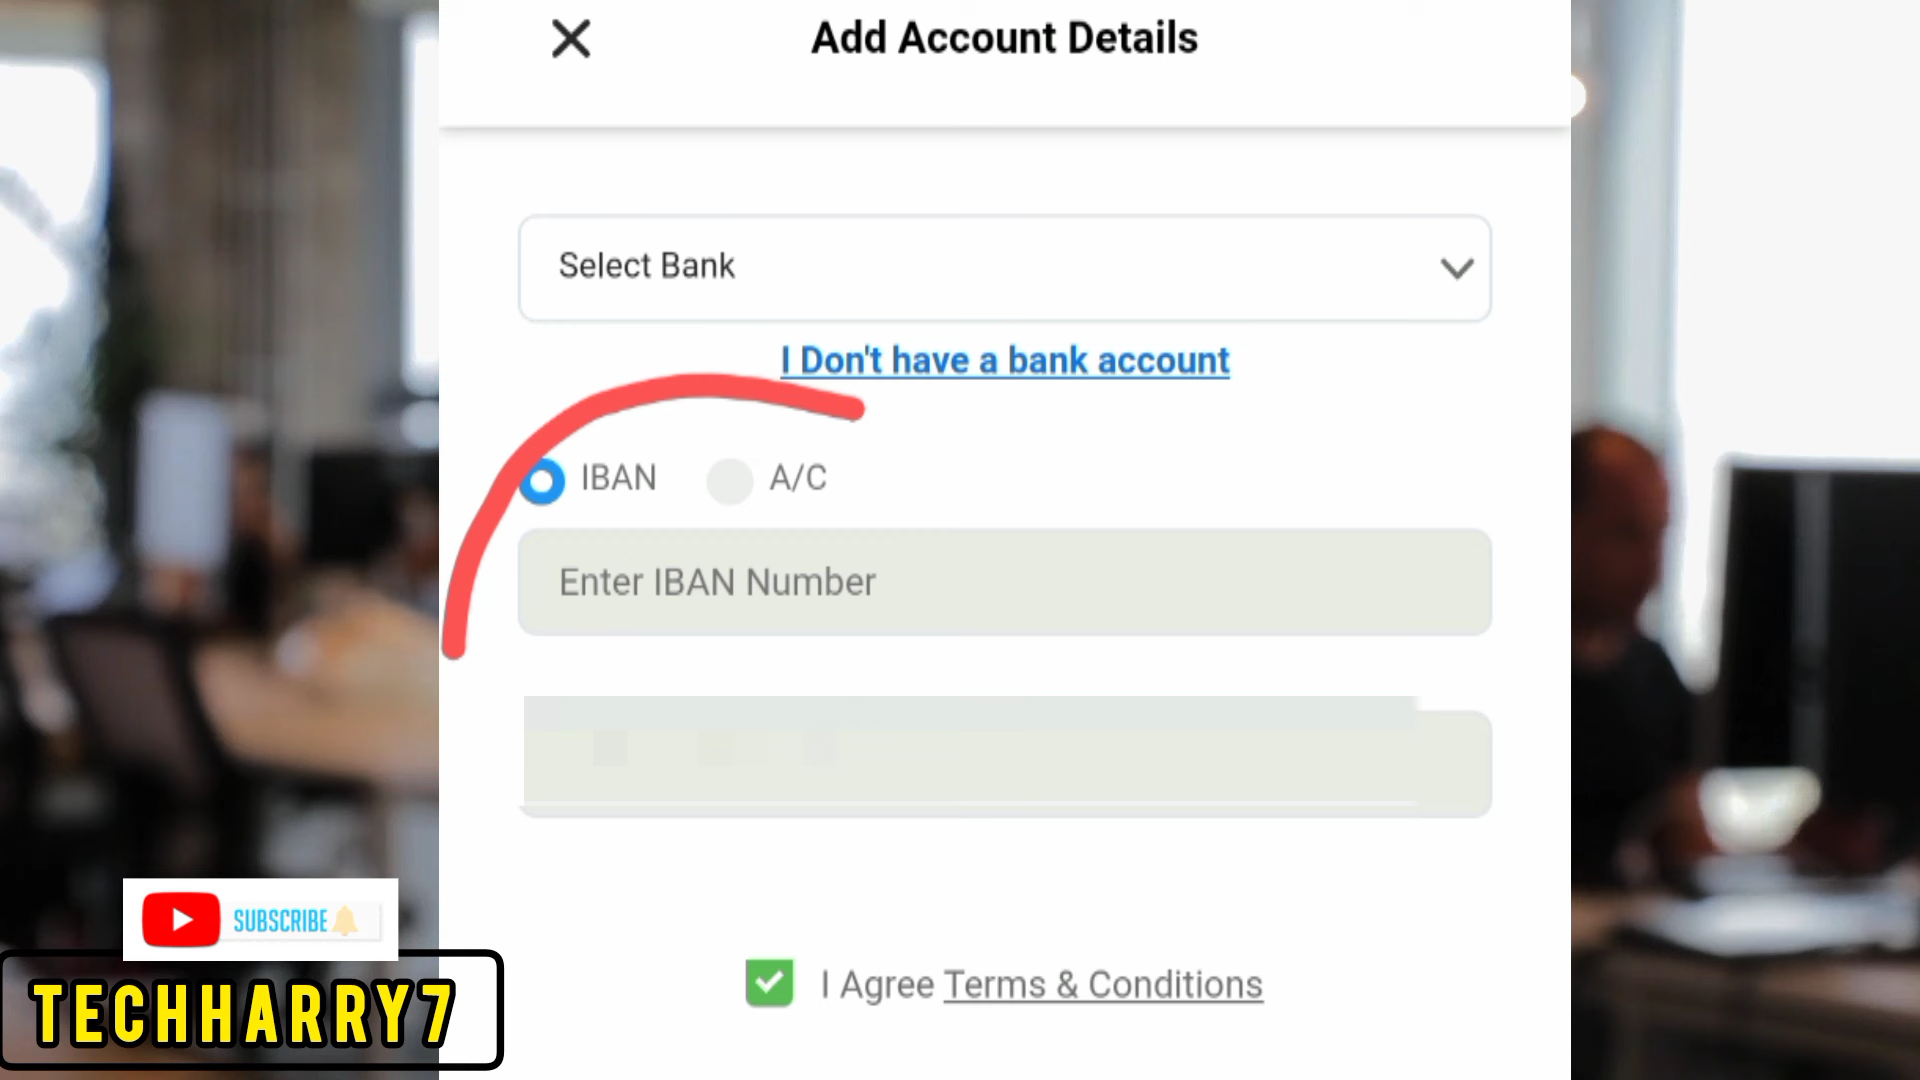 Add Account Details
Select Bank
I Don't have a bank account
IBAN A/C
Enter IBAN Number
I Agree Terms & Conditions
SUBSCRIBE
TECHHARRY7